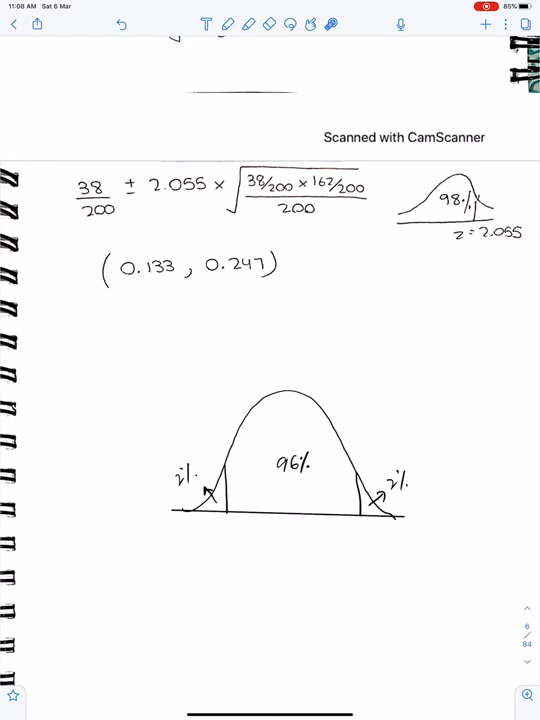 11:08 AM Sat 6 Mar
85%
Scanned with CamScanner
38/200 ± 2.055 × √(38/200 × 162/200 / 200)
98%
z = 2.055
(0.133, 0.247)
96%
2%
2%
6
/
84